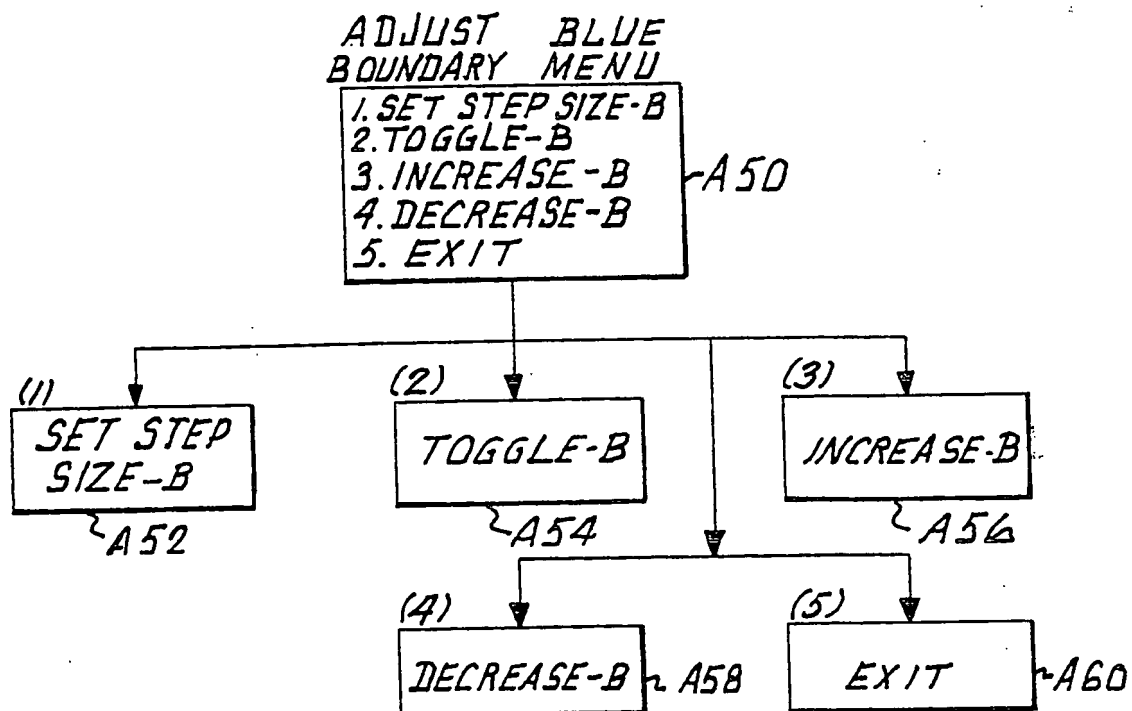 ADJUST BLUE
BOUNDARY MENU
1. SET STEP SIZE-B
2. TOGGLE-B
3. INCREASE-B
4. DECREASE-B
5. EXIT
A50
(1)
SET STEP
SIZE-B
A52
(2)
TOGGLE-B
A54
(3)
INCREASE-B
A56
(4)
DECREASE-B
A58
(5)
EXIT
A60